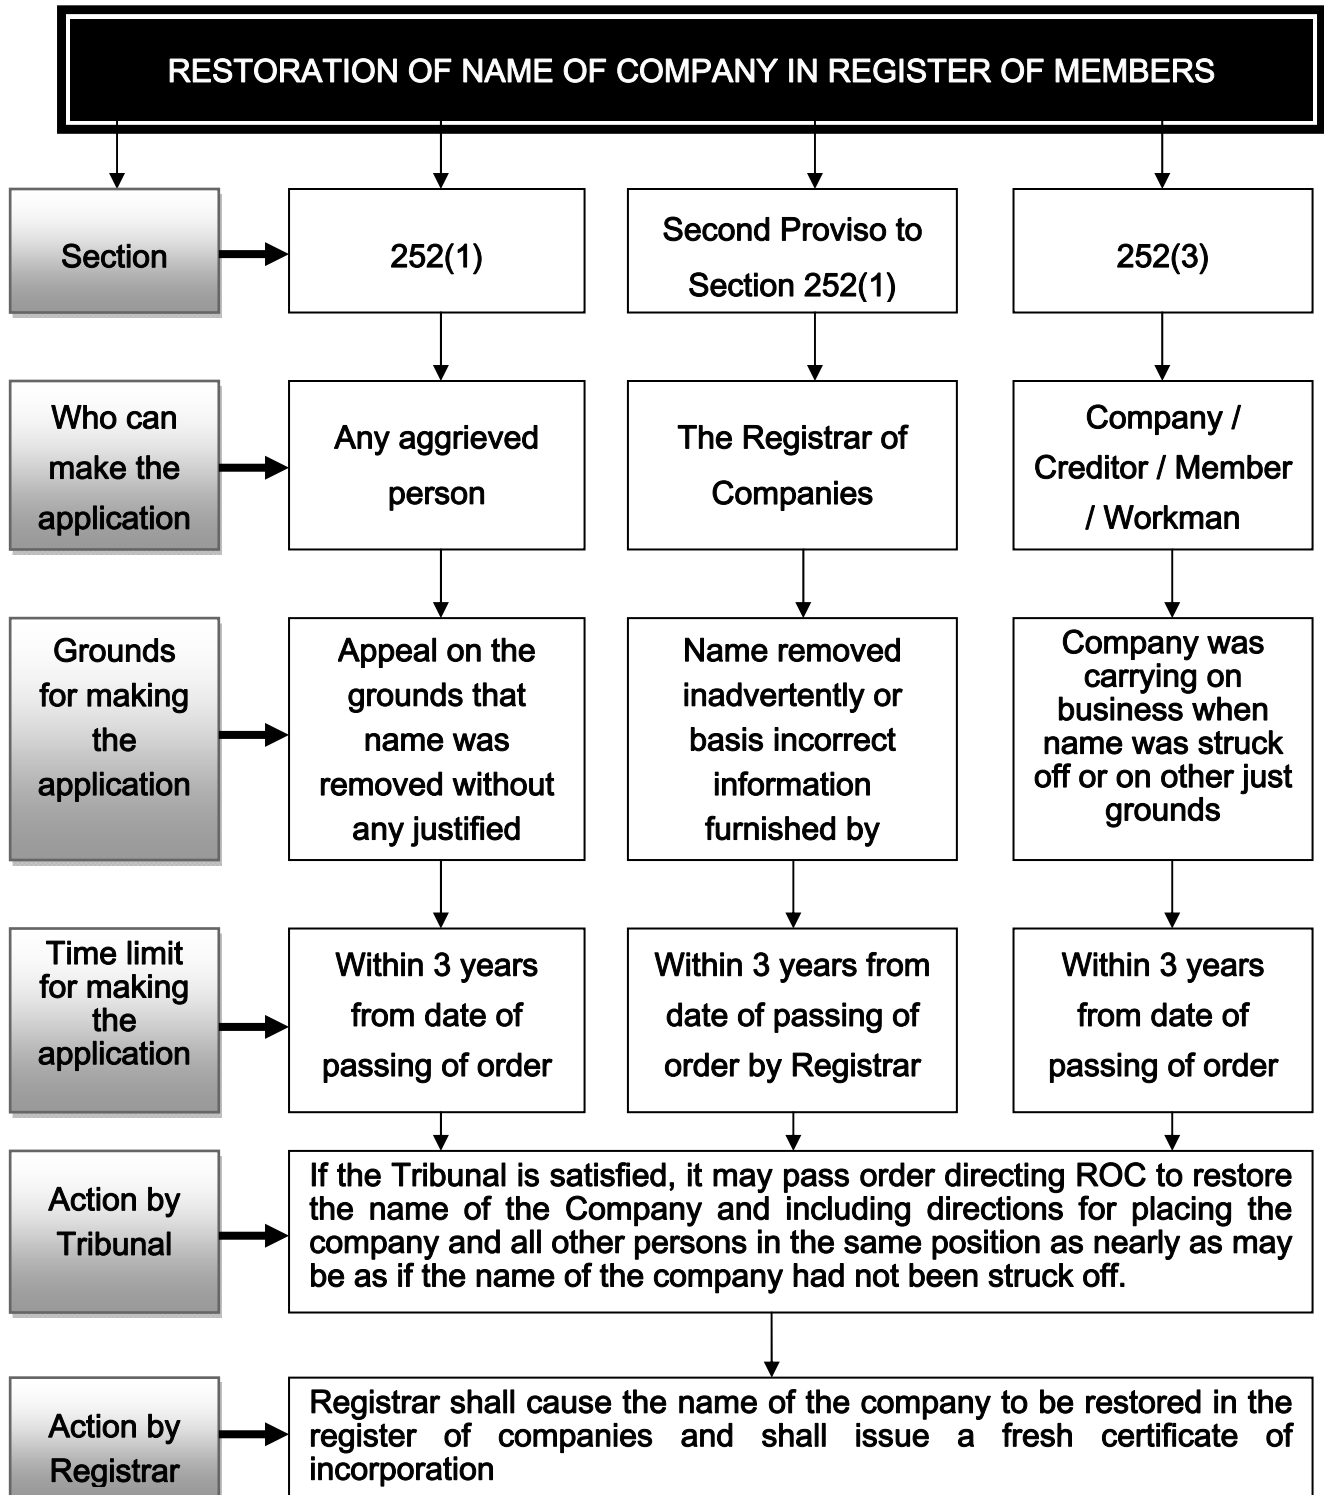 RESTORATION OF NAME OF COMPANY IN REGISTER OF MEMBERS
Section
252(1)
Second Proviso to
Section 252(1)
252(3)
Who can
make the
application
Any aggrieved
person
The Registrar of
Companies
Company /
Creditor / Member
/ Workman
Grounds
for making
the
application
Appeal on the
grounds that
name was
removed without
any justified
Name removed
inadvertently or
basis incorrect
information
furnished by
Company was
carrying on
business when
name was struck
off or on other just
grounds
Time limit
for making
the
application
Within 3 years
from date of
passing of order
Within 3 years from
date of passing of
order by Registrar
Within 3 years
from date of
passing of order
Action by
Tribunal
If the Tribunal is satisfied, it may pass order directing ROC to restore
the name of the Company and including directions for placing the
company and all other persons in the same position as nearly as may
be as if the name of the company had not been struck off.
Action by
Registrar
Registrar shall cause the name of the company to be restored in the
register of companies and shall issue a fresh certificate of
incorporation